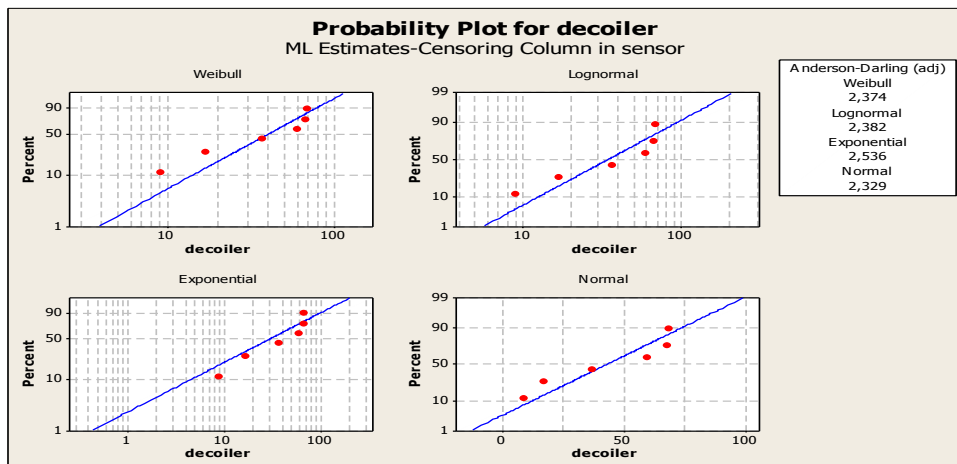 Probability Plot for decoiler
ML Estimates-Censoring Column in sensor
Weibull
Percent
90
50
10
1
10
100
decoiler
Lognormal
Percent
99
90
50
10
1
10
100
decoiler
Anderson-Darling (adj)
Weibull
2,374
Lognormal
2,382
Exponential
2,536
Normal
2,329
Exponential
Percent
90
50
10
1
1
10
100
decoiler
Normal
Percent
99
90
50
10
1
0
50
100
decoiler